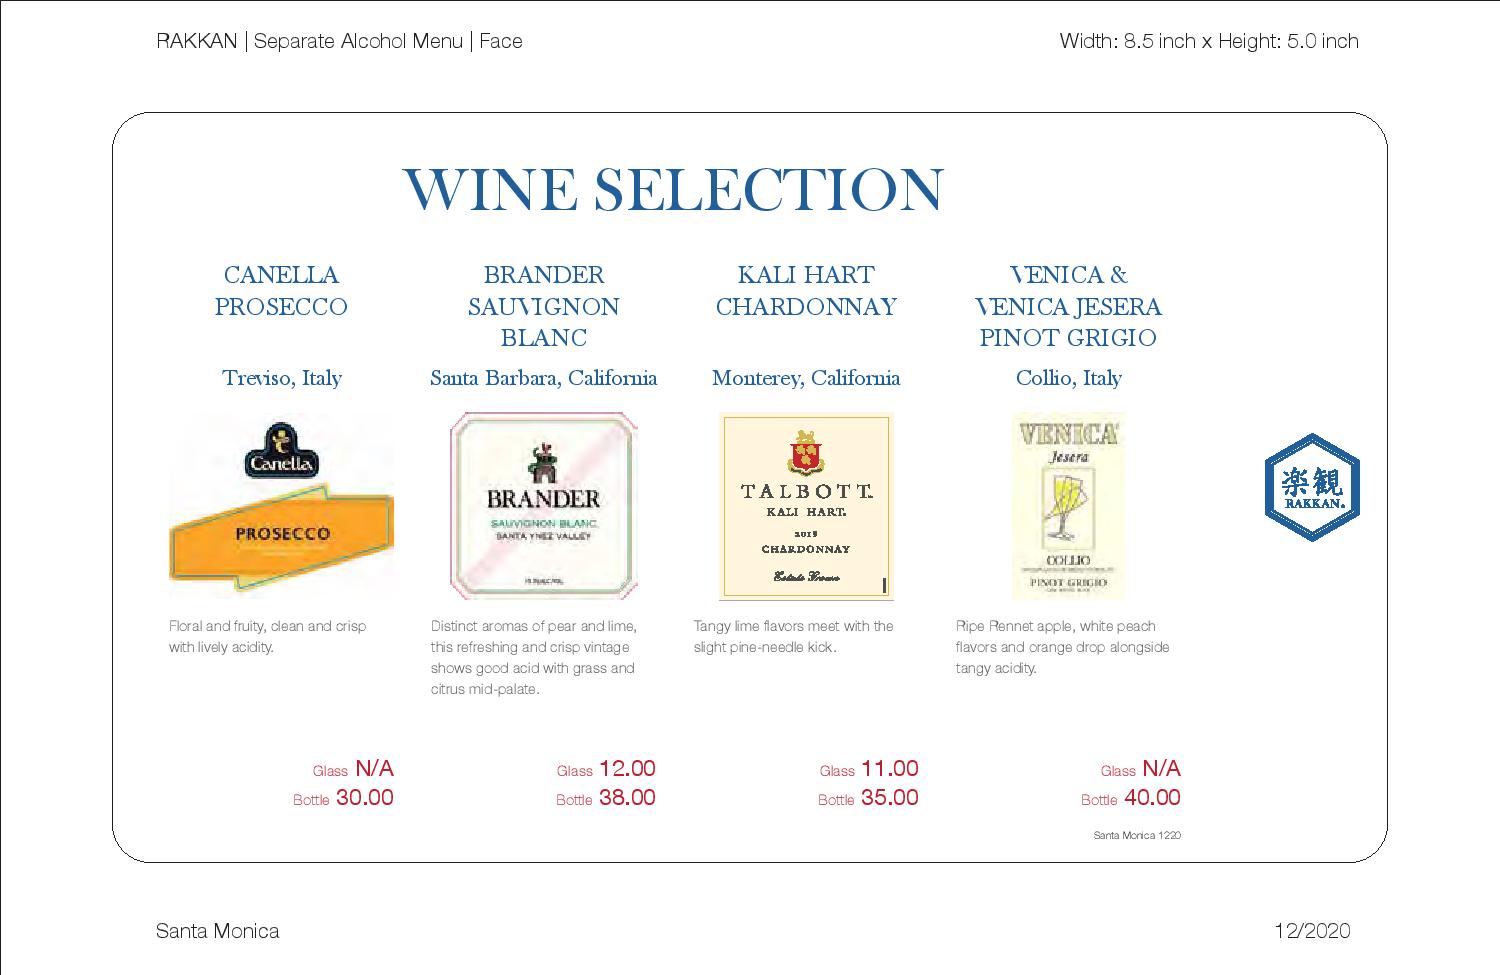 RAKKAN | Separate Alcohol Menu | Face
Width: 8.5 inch x Height: 5.0 inch
WINE SELECTION
CANELLA
PROSECCO
Treviso, Italy
Canella
PROSECCO
Floral and fruity, clean and crisp
with lively acidity.
Glass N/A
Bottle 30.00
BRANDER
SAUVIGNON
BLANC
Santa Barbara, California
BRANDER
SAUVIGNON BLANC
SANTA YNEZ VALLEY
Distinct aromas of pear and lime,
this refreshing and crisp vintage
shows good acid with grass and
citrus mid-palate.
Glass 12.00
Bottle 38.00
KALI HART
CHARDONNAY
Monterey, California
TALBOTT
KALI HART
CHARDONNAY
Estate Grown
Tangy lime flavors meet with the
slight pine-needle kick.
Glass 11.00
Bottle 35.00
VENICA &
VENICA JESERA
PINOT GRIGIO
Collio, Italy
VENICA
Jesera
COLLIO
PINOT GRIGIO
Ripe Rennet apple, white peach
flavors and orange drop alongside
tangy acidity.
Glass N/A
Bottle 40.00
Santa Monica 1220
楽観
RAKKAN
Santa Monica
12/2020